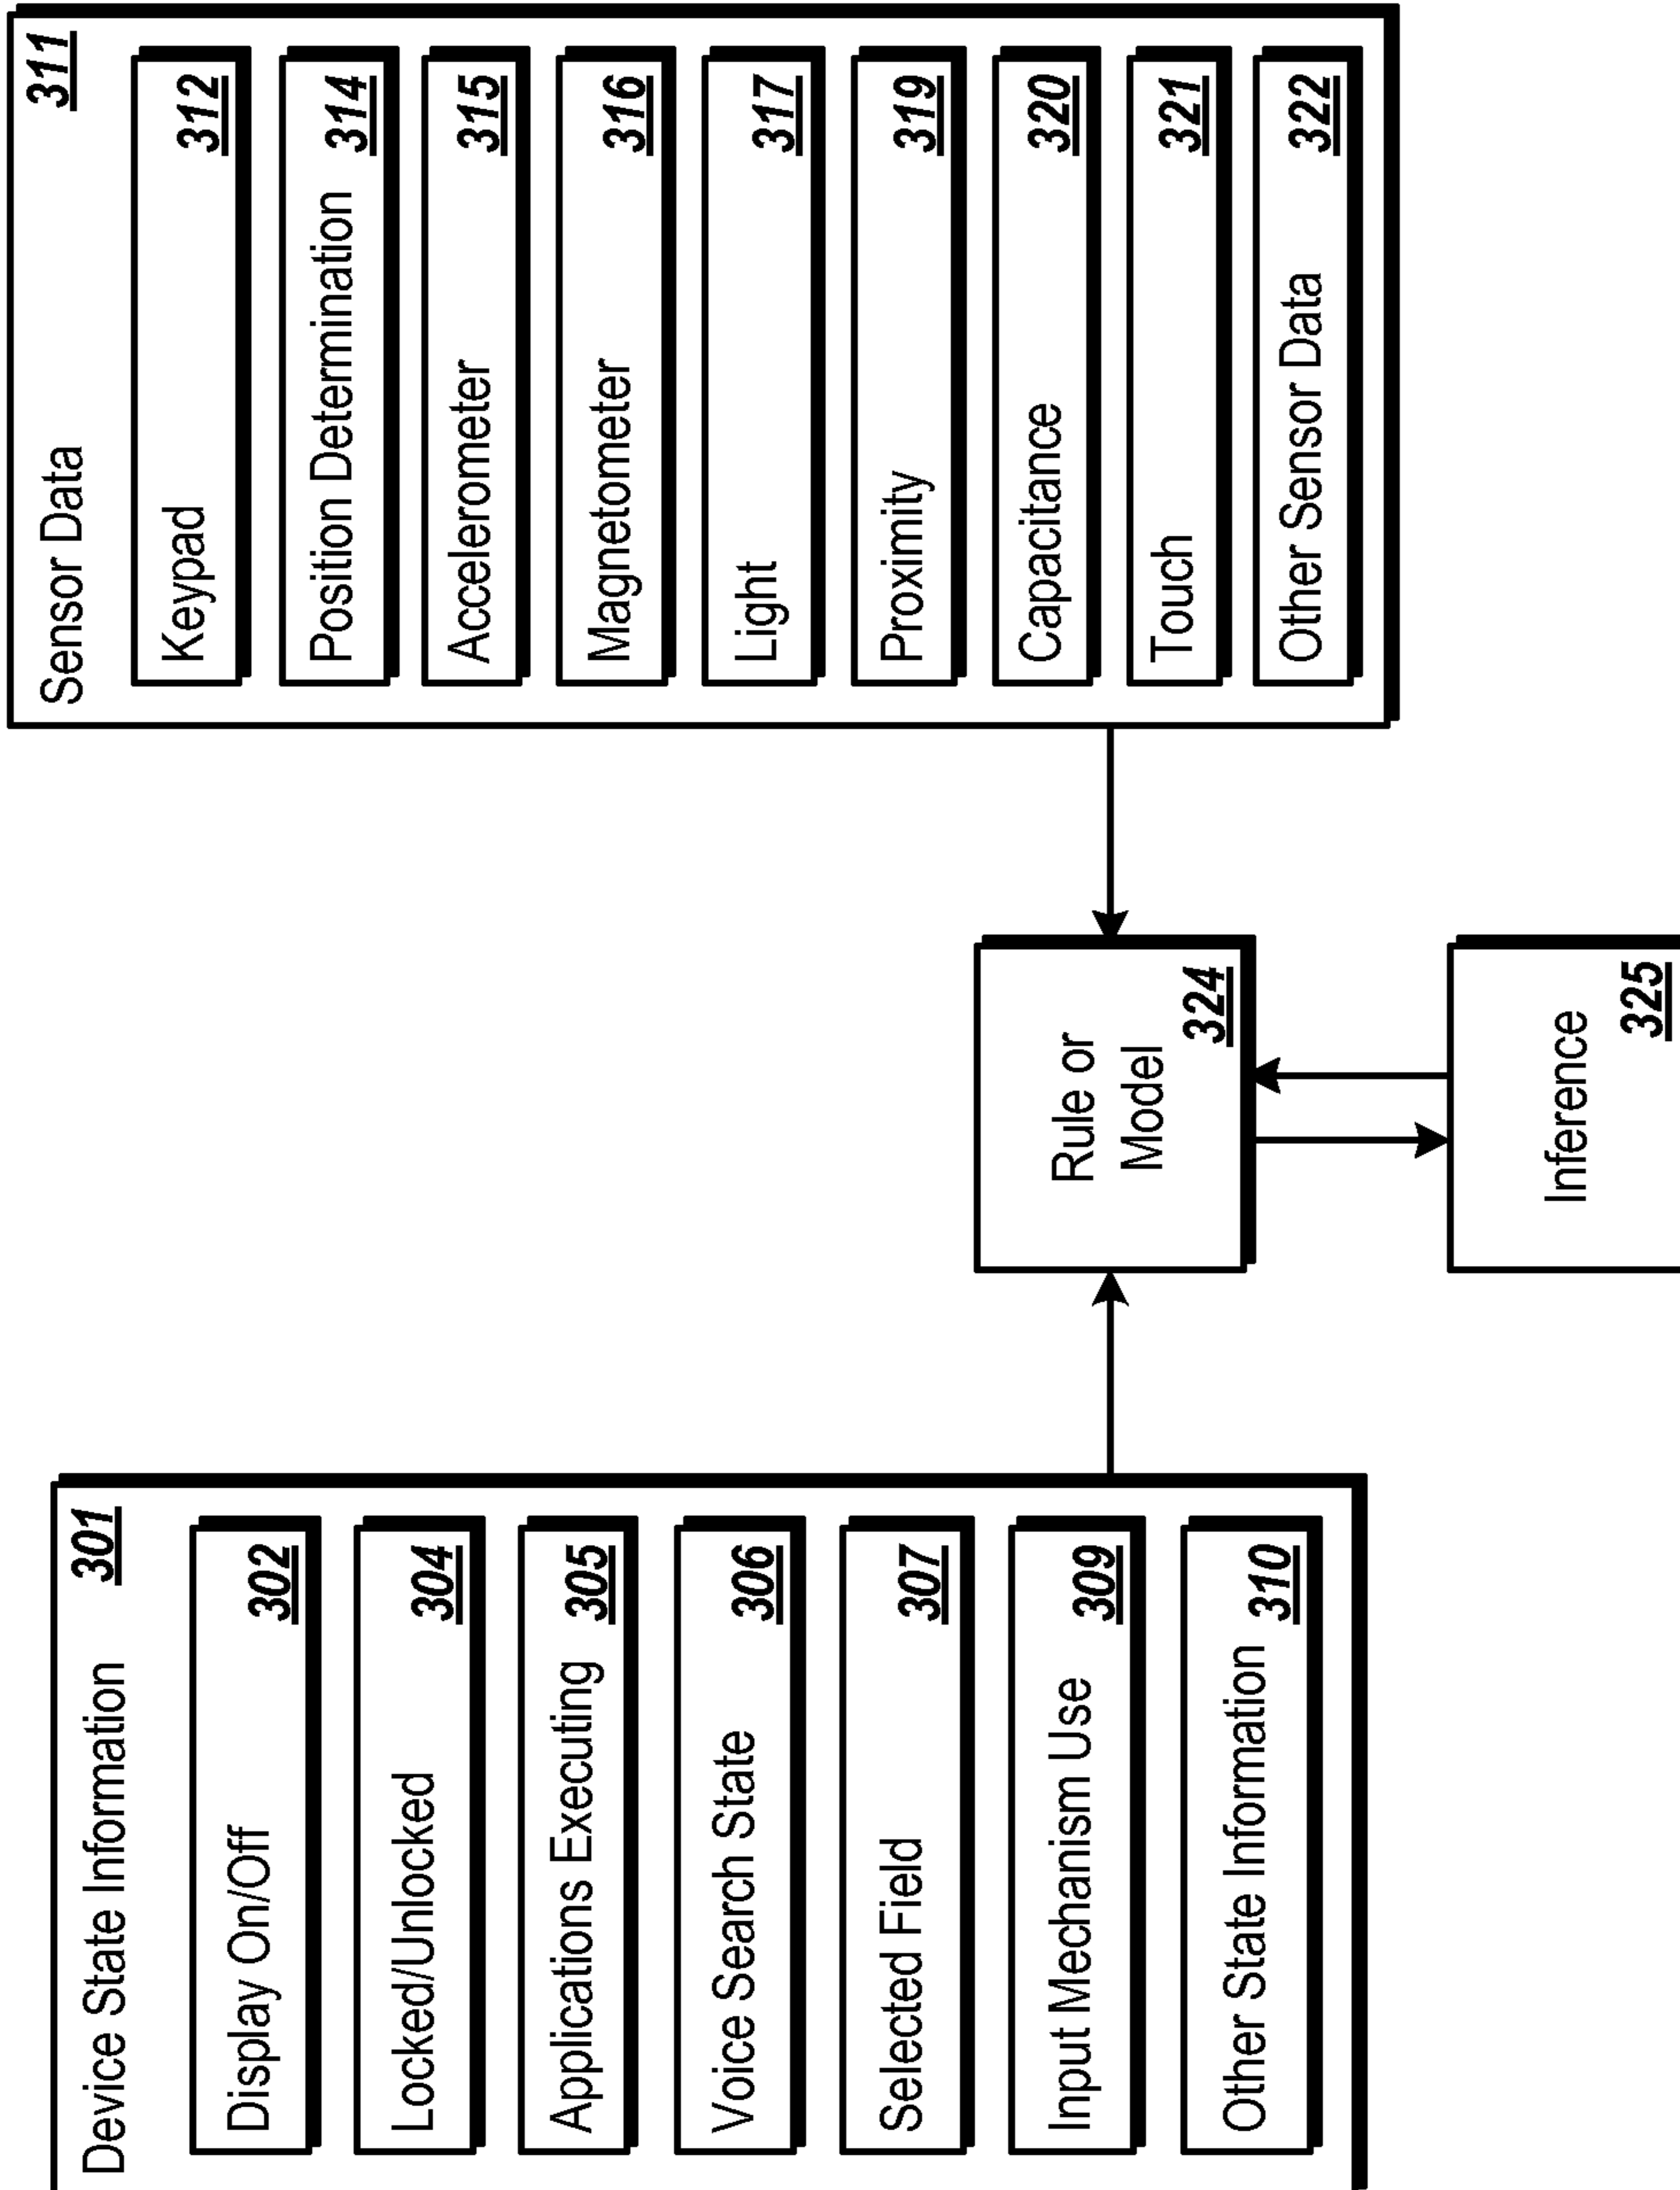 Device State Information 301
Display On/Off 302
Locked/Unlocked 304
Applications Executing 305
Voice Search State 306
Selected Field 307
Input Mechanism Use 309
Other State Information 310
Rule or
Model
324
Inference
325
Sensor Data 311
Keypad 312
Position Determination 314
Accelerometer 315
Magnetometer 316
Light 317
Proximity 319
Capacitance 320
Touch 321
Other Sensor Data 322